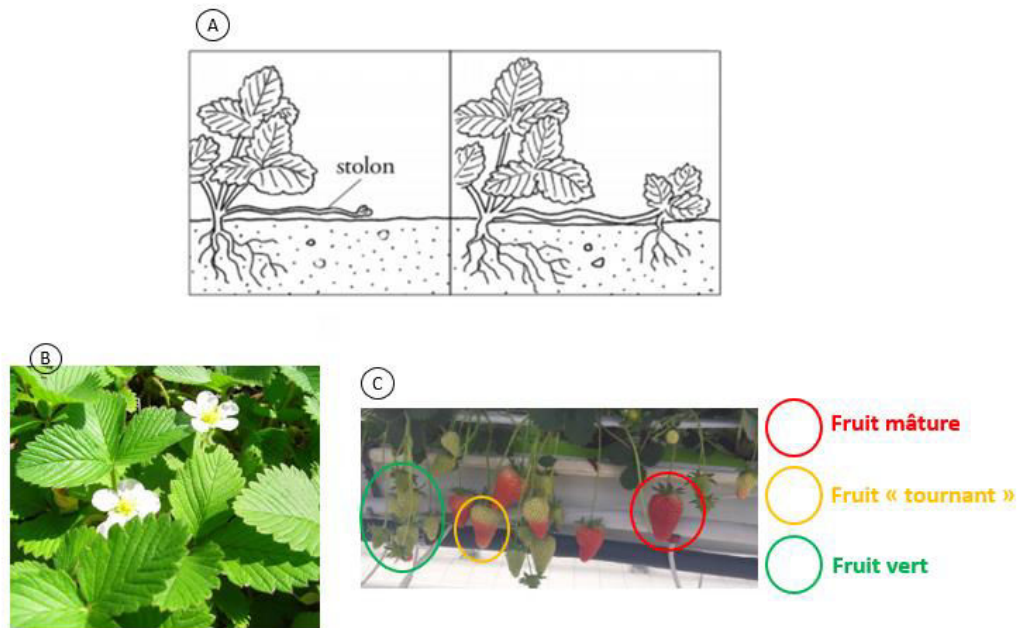 A
stolon
B
C
Fruit mâture
Fruit « tournant »
Fruit vert